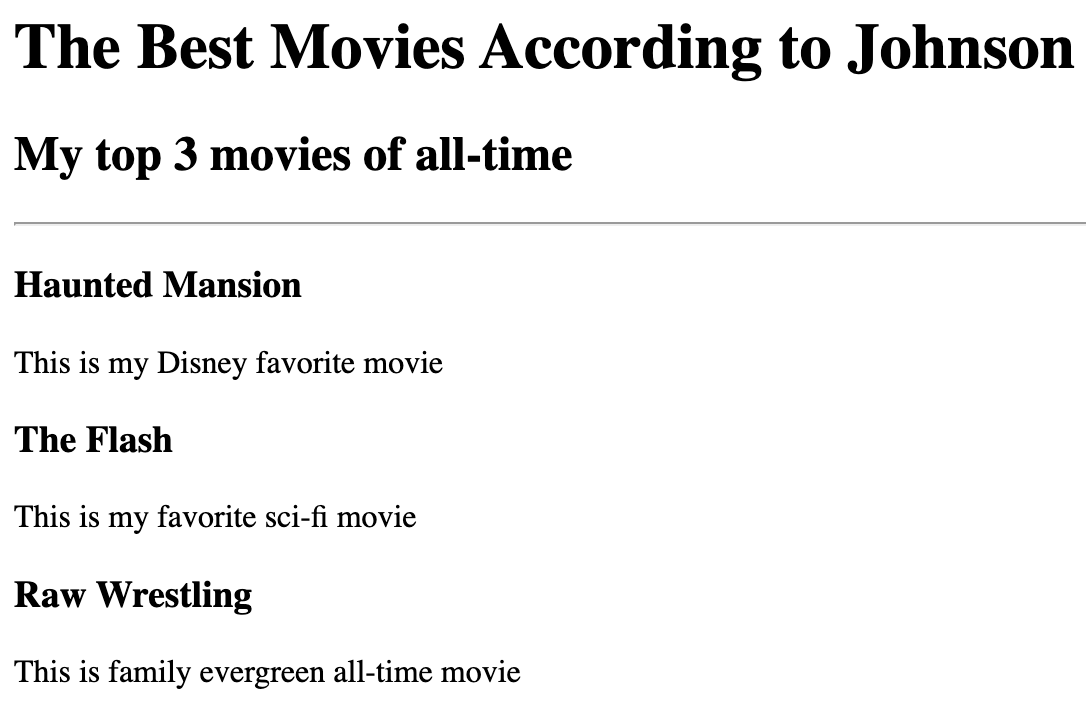 The Best Movies According to Johnson
My top 3 movies of all-time
Haunted Mansion
This is my Disney favorite movie
The Flash
This is my favorite sci-fi movie
Raw Wrestling
This is family evergreen all-time movie